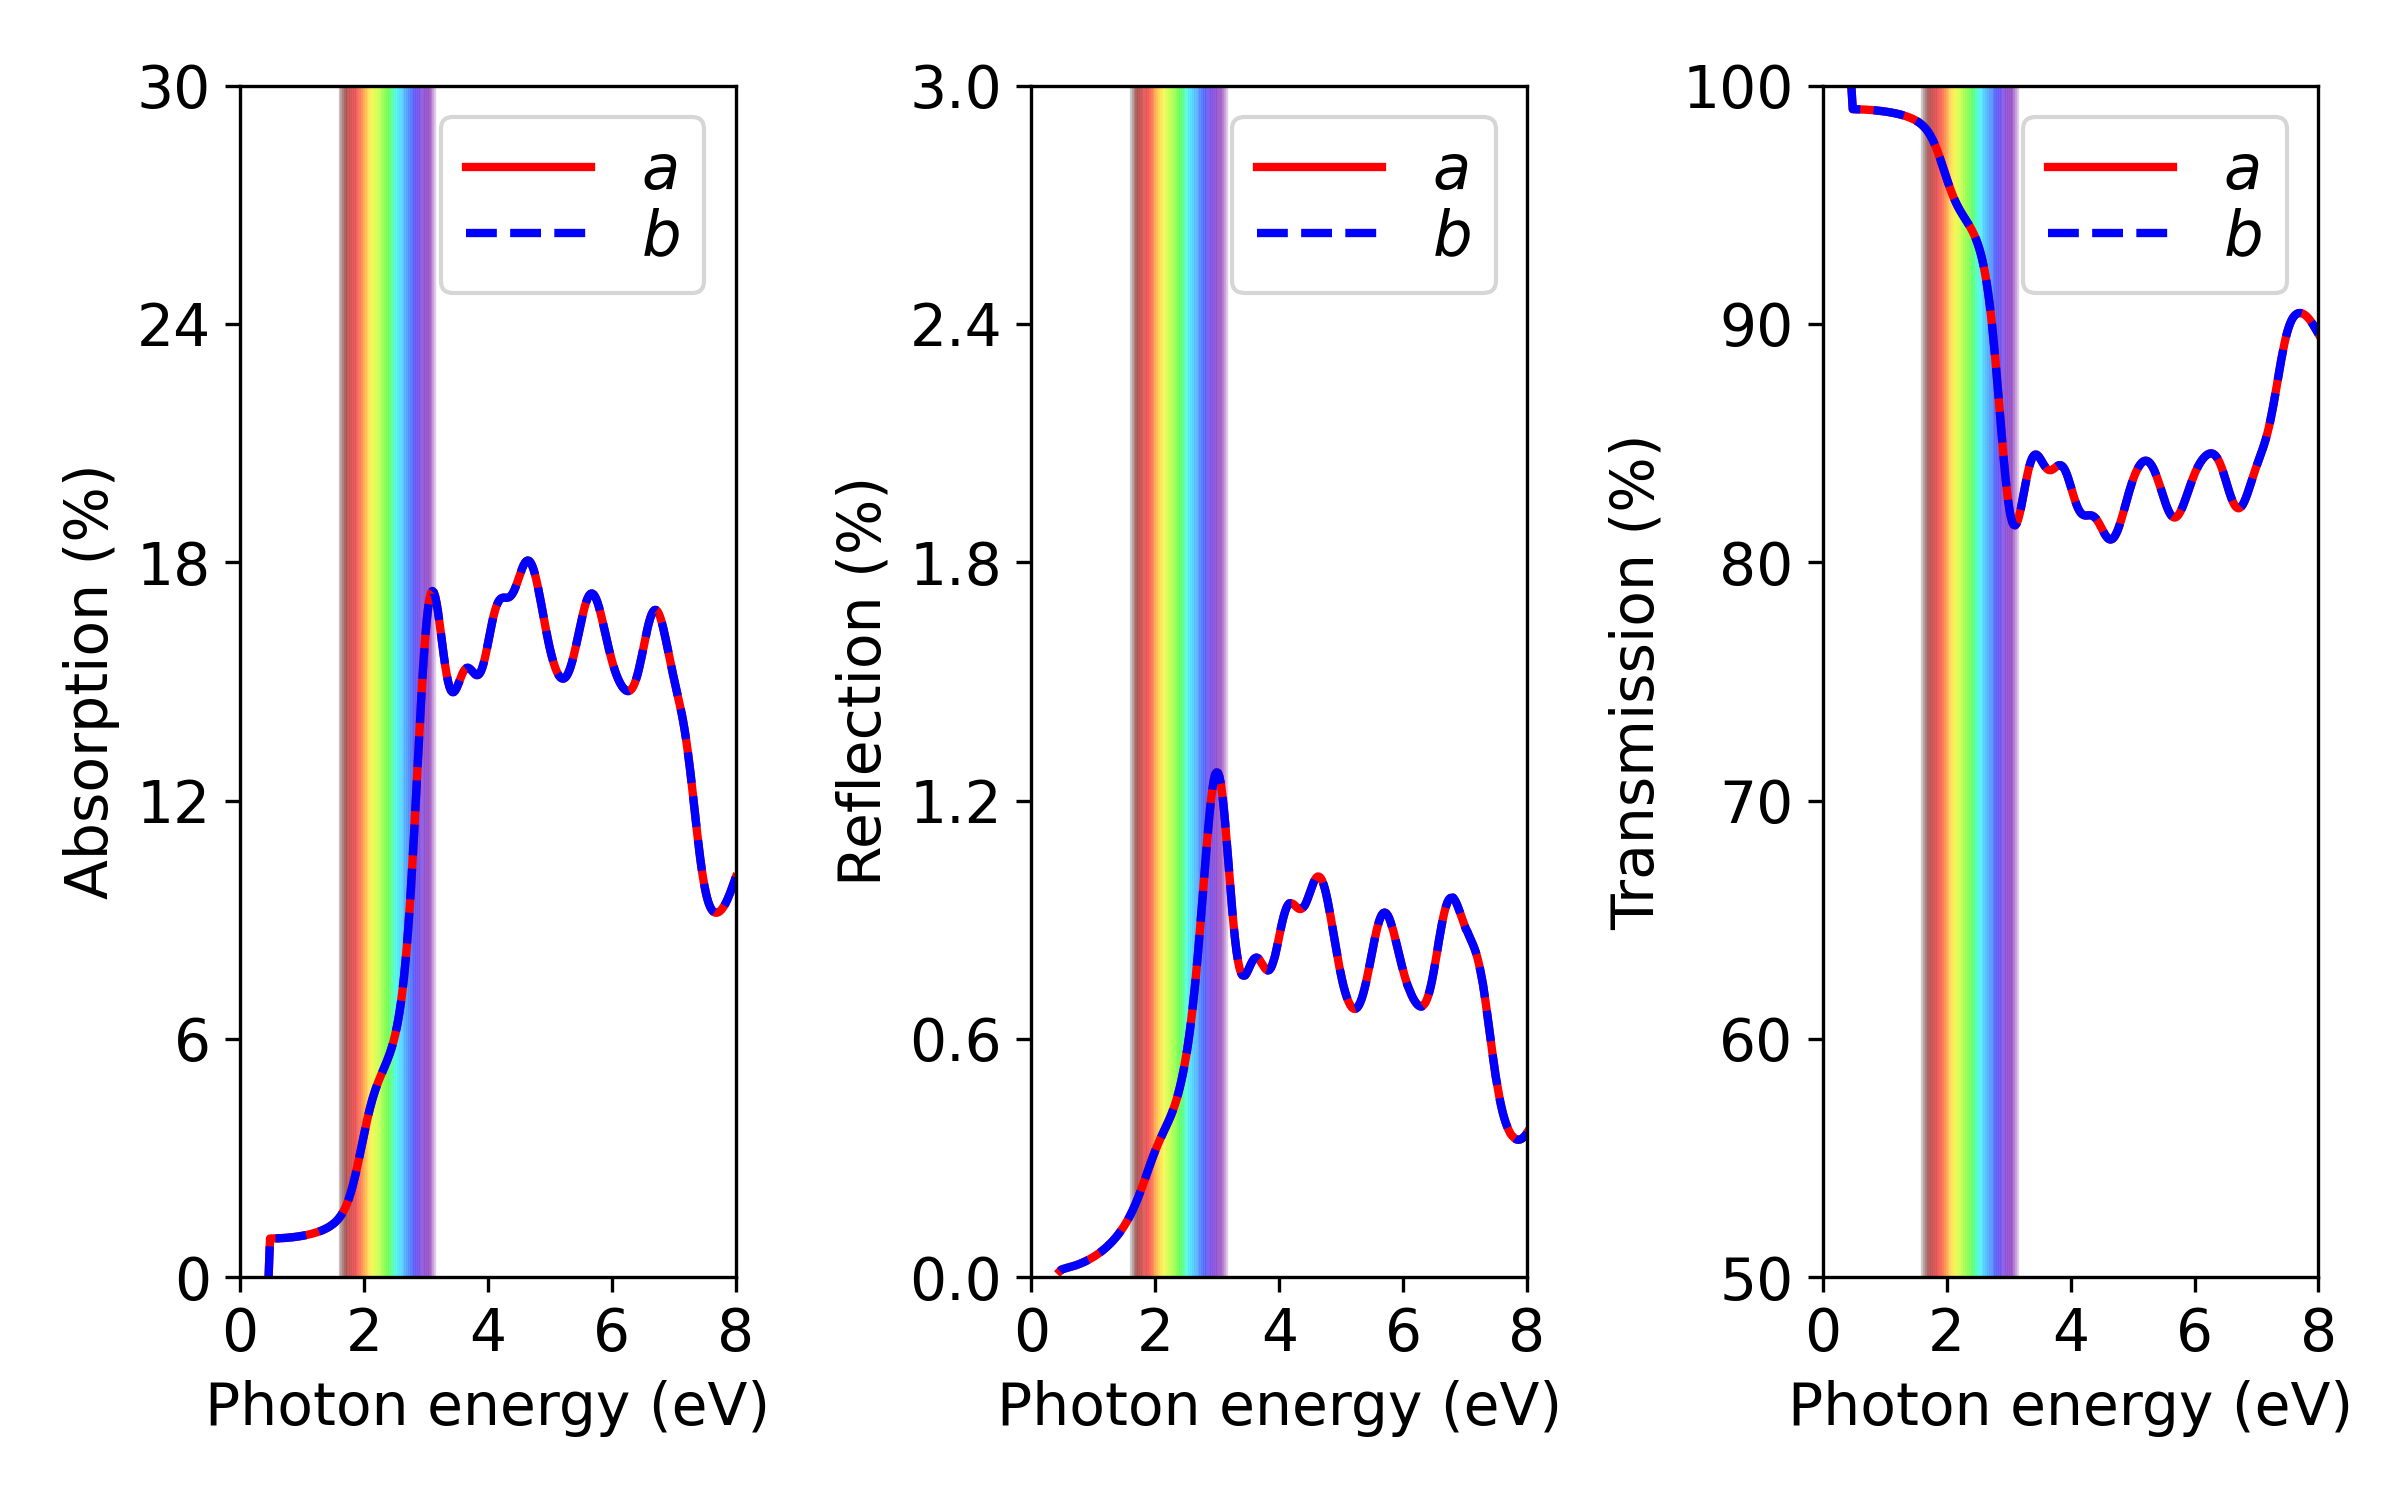 30
24
18
12
6
0
0 2 4 6 8
Absorption (%)
Photon energy (eV)
a
b
3.0
2.4
1.8
1.2
0.6
0.0
0 2 4 6 8
Reflection (%)
Photon energy (eV)
a
b
100
90
80
70
60
50
0 2 4 6 8
Transmission (%)
Photon energy (eV)
a
b